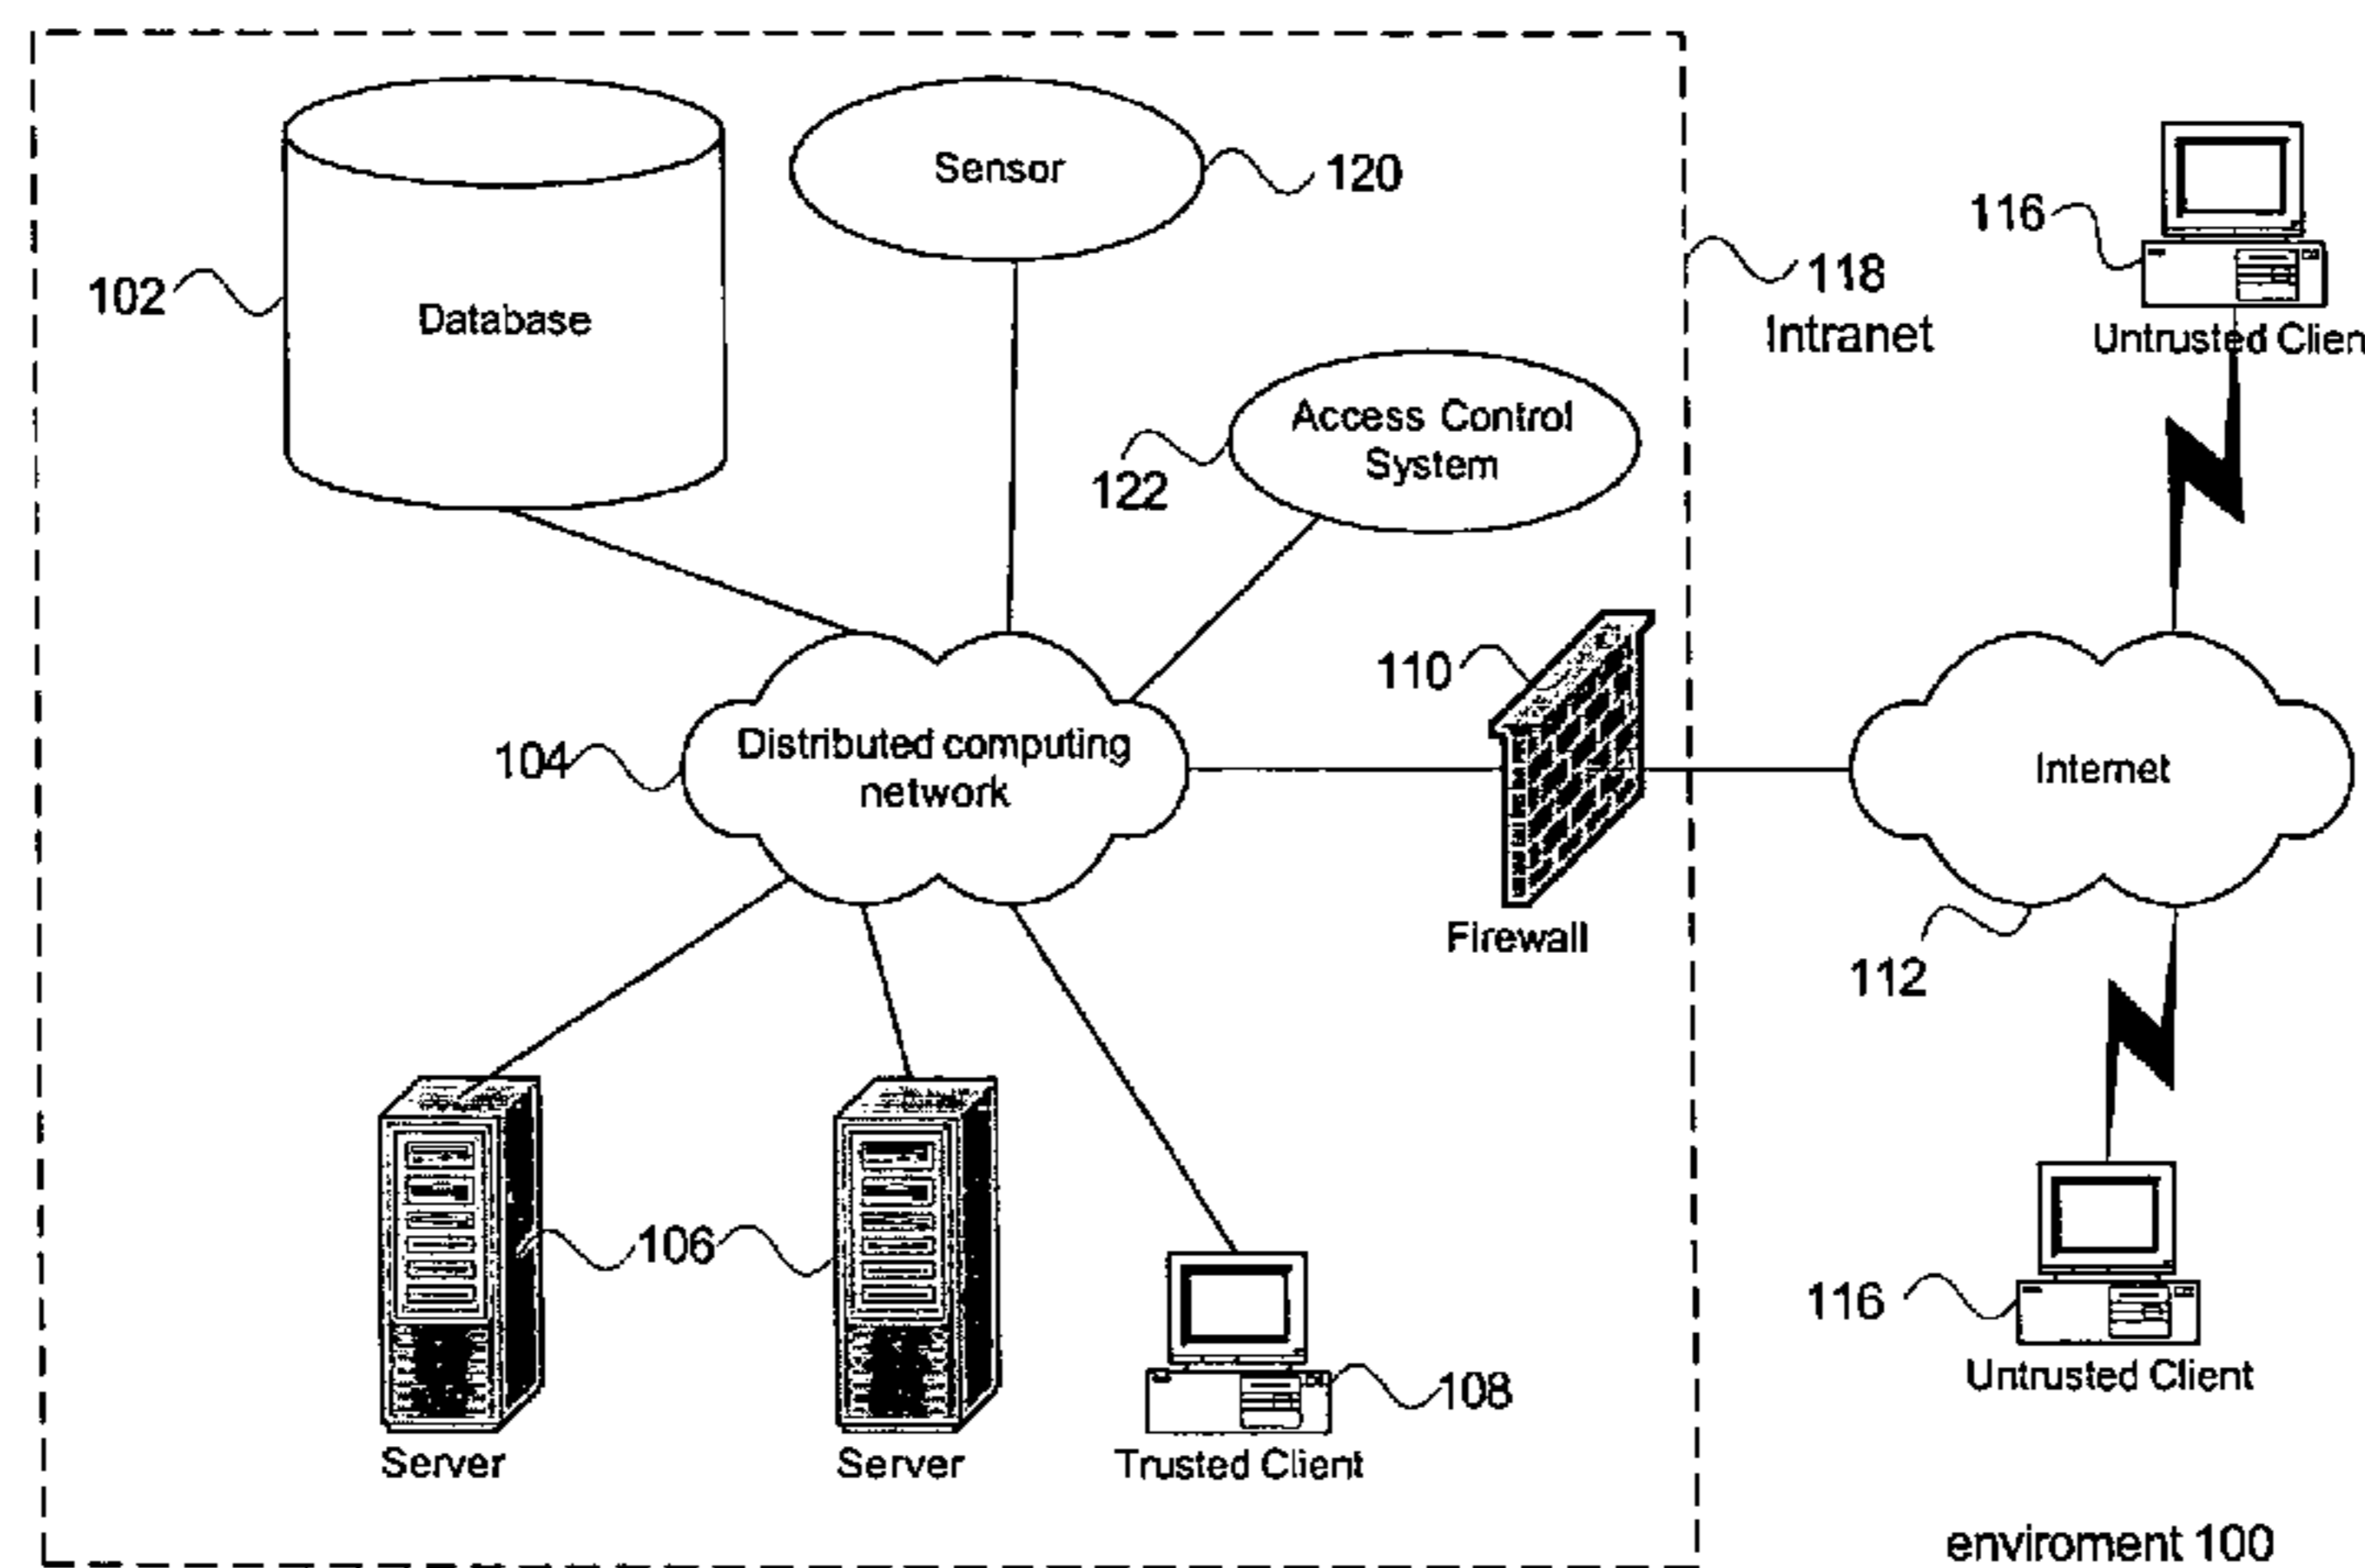 Sensor
120
116
102
Database
118
Intranet
Untrusted Clien
Access Control
System
122
110
104
Distributed computing
network
Internet
Firewall
112
106
116
108
Untrusted Client
Server
Server
Trusted Client
enviroment 100